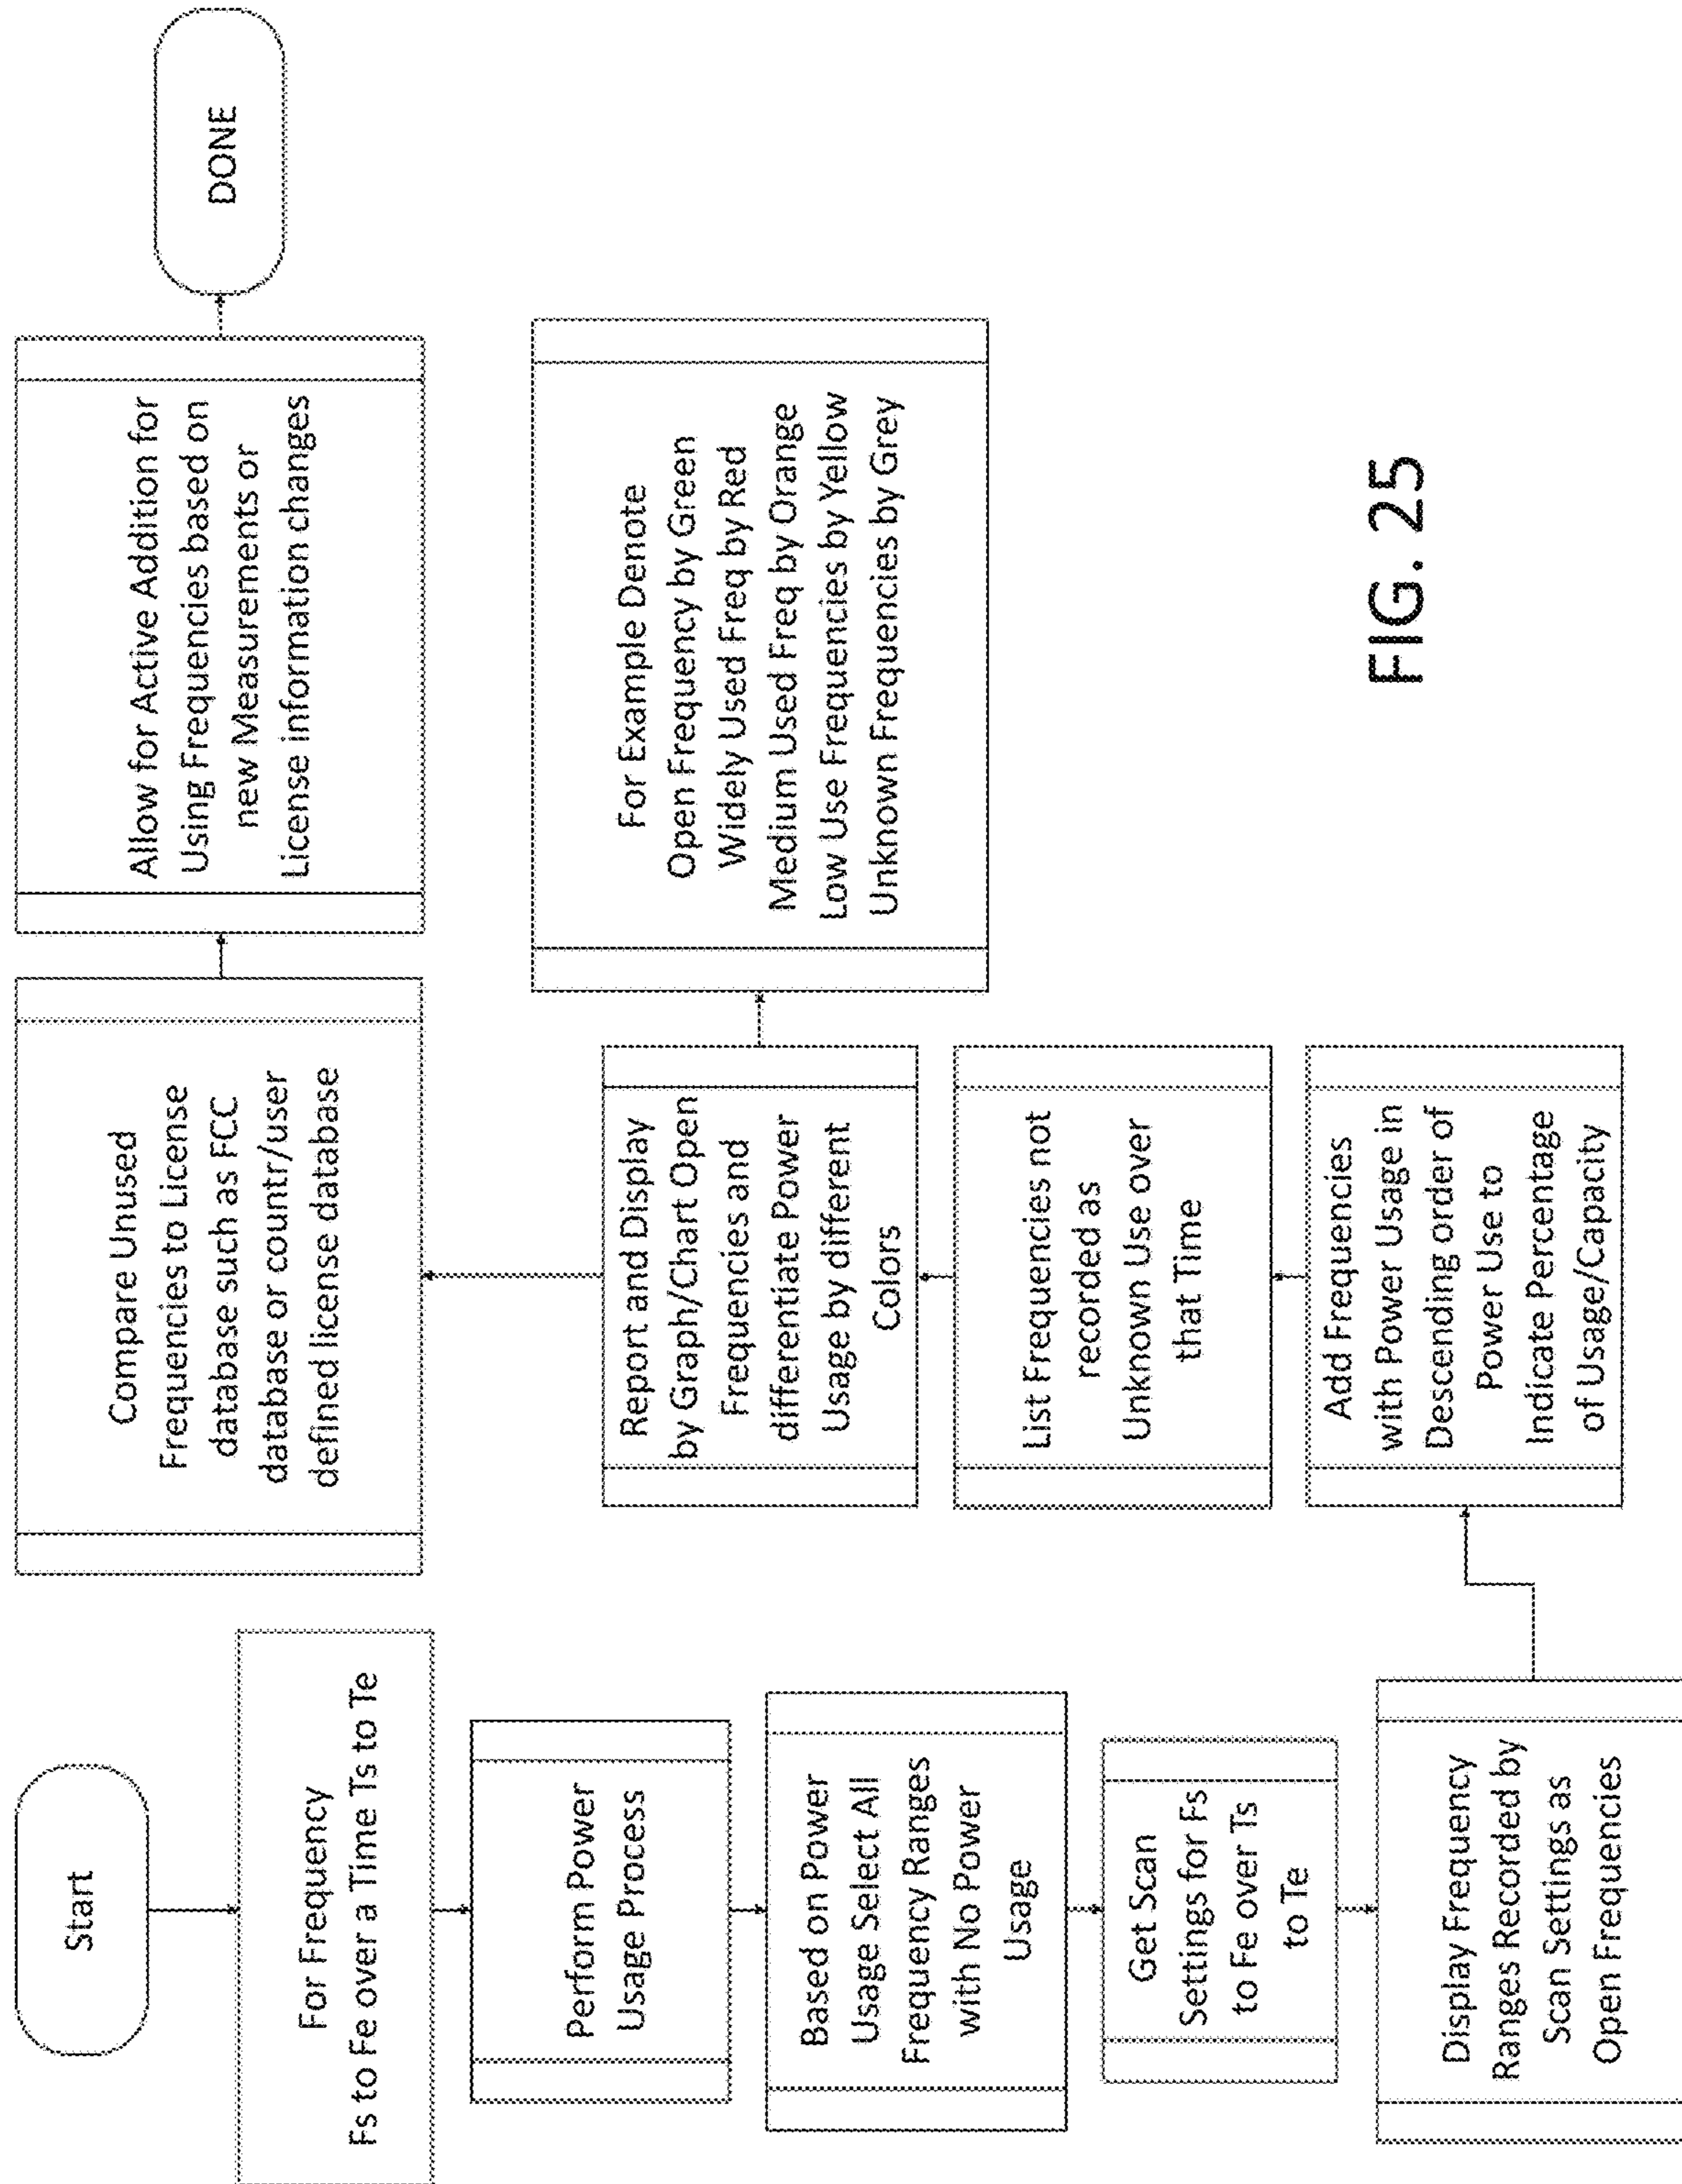 Start
For Frequency
Fs to Fe over a Time Ts to Te
Perform Power
Usage Process
Based on Power
Usage Select All
Frequency Ranges
with No Power
Usage
Get Scan
Settings for Fs
to Fe over Ts
to Te
Display Frequency
Ranges Recorded by
Scan Settings as
Open Frequencies
Add Frequencies
with Power Usage in
Descending order of
Power Use to
Indicate Percentage
of Usage/Capacity
List Frequencies not
recorded as
Unknown Use over
that Time
Report and Display
by Graph/Chart Open
Frequencies and
differentiate Power
Usage by different
Colors
For Example Denote
Open Frequency by Green
Widely Used Freq by Red
Medium Used Freq by Orange
Low Use Frequencies by Yellow
Unknown Frequencies by Grey
Compare Unused
Frequencies to License
database such as FCC
database or countr/user
defined license database
Allow for Active Addition for
Using Frequencies based on
new Measurements or
License information changes
DONE
FIG. 25